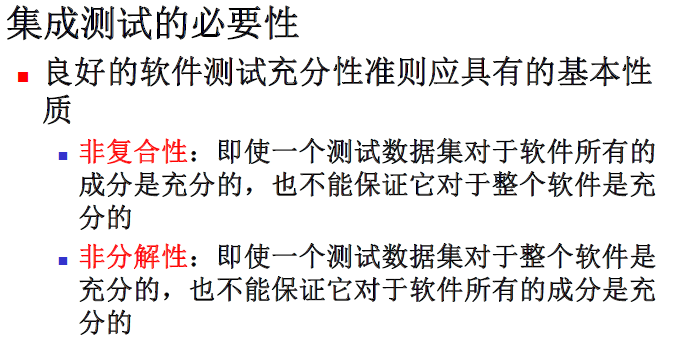 集成测试的必要性
良好的软件测试充分性准则应具有的基本性
质
非复合性：即使一个测试数据集对于软件所有的
成分是充分的，也不能保证它对于整个软件是充
分的
非分解性：即使一个测试数据集对于整个软件是
充分的，也不能保证它对于软件所有的成分是充
分的